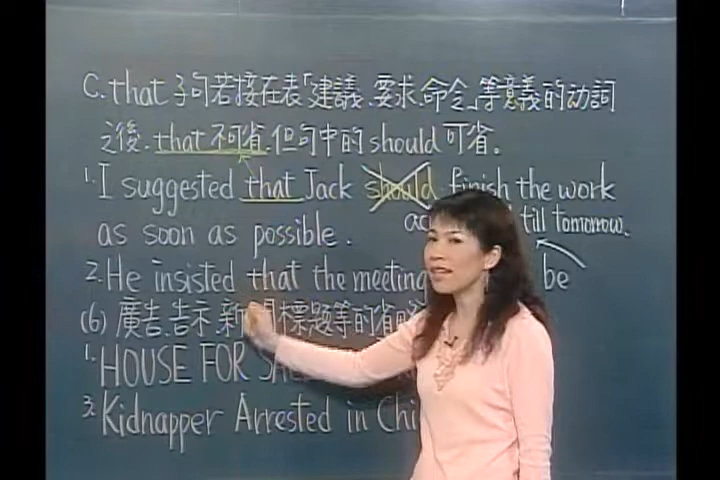 C. that 子句若接在表「建議、要求、命令」等意義的动詞
之後, that 不可省, 但句中的 should 可省。
1. I suggested that Jack should finish the work
as soon as possible.
till tomorrow.
2. He insisted that the meeting be
(6) 廣告、告示、新聞標題等的省略
1. HOUSE FOR
3. Kidnapper Arrested in